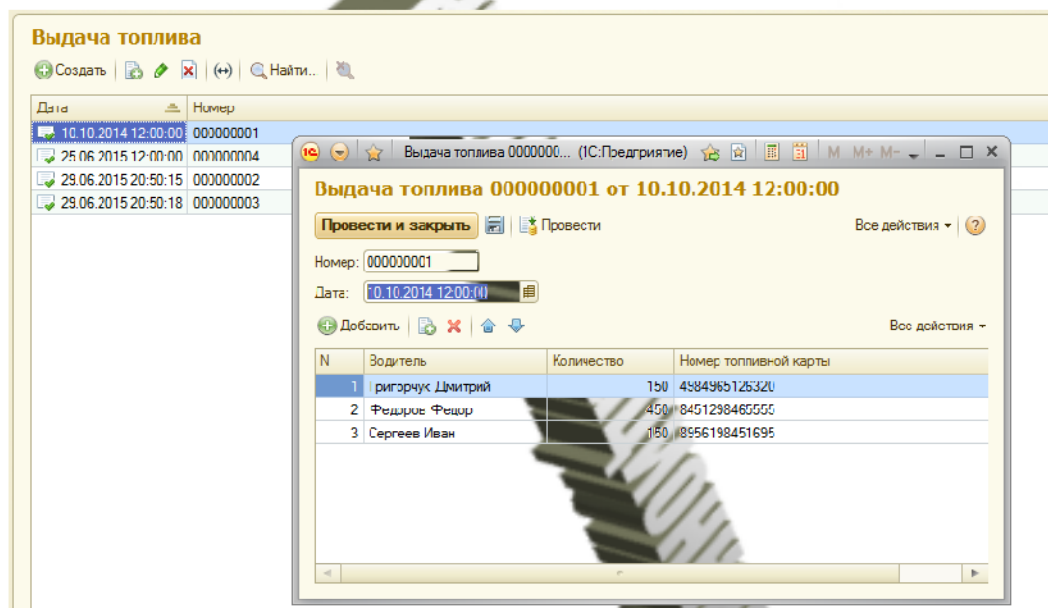 Выдача топлива
Создать Найти...
Дата Номер
10.10.2014 12:00:00 000000001
25.06.2015 12:00:00 000000004
29.06.2015 20:50:15 000000002
29.06.2015 20:50:18 000000003
1С Выдача топлива 0000000... (1С:Предприятие) 31 M M+ M-
Выдача топлива 000000001 от 10.10.2014 12:00:00
Провести и закрыть Провести Все действия
Номер: 000000001
Дата: 10.10.2014 12:00:00
Добавить Все действия
N Водитель Количество Номер топливной карты
1 Григорчук Дмитрий 150 4984965126320
2 Федоров Федор 450 8451298465555
3 Сергеев Иван 150 8956198451695